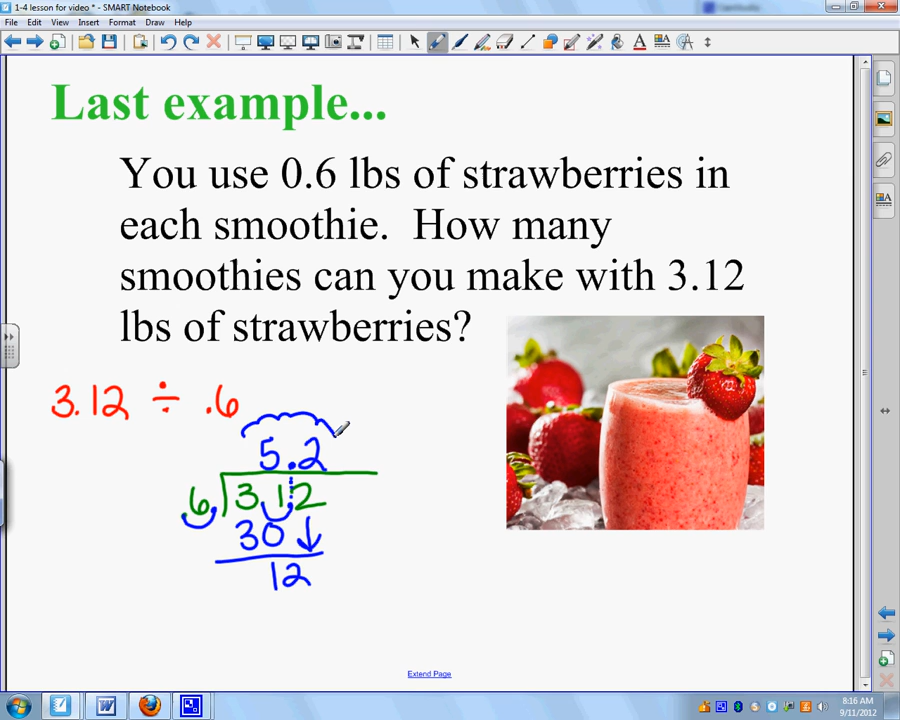 1-4 lesson for video * - SMART Notebook
File Edit View Insert Format Draw Help
Last example...
You use 0.6 lbs of strawberries in
each smoothie. How many
smoothies can you make with 3.12
lbs of strawberries?
3.12 ÷ .6
5.2
.6 3.12
30
12
Extend Page
8:16 AM
9/11/2012